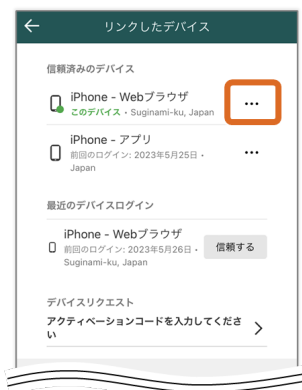 リンクしたデバイス
信頼済みのデバイス
iPhone - Webブラウザ
このデバイス・Suginami-ku, Japan
iPhone - アプリ
前回のログイン: 2023年5月25日・
Japan
最近のデバイスログイン
iPhone - Webブラウザ
前回のログイン: 2023年5月26日・
Suginami-ku, Japan
信頼する
デバイスリクエスト
アクティベーションコードを入力してくださ
い